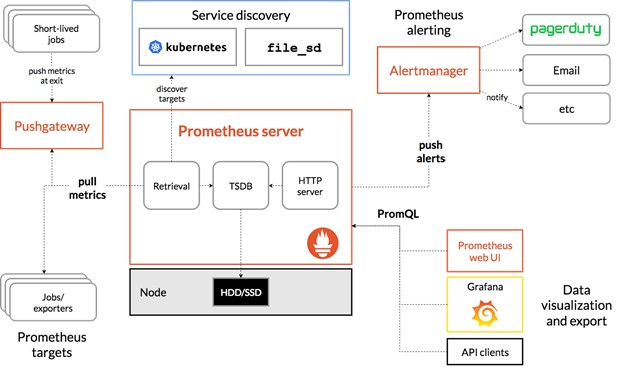 Short-lived
jobs
push metrics
at exit
Pushgateway
pull
metrics
Jobs/
exporters
Prometheus
targets
Service discovery
kubernetes
file_sd
discover
targets
Prometheus server
Retrieval
TSDB
HTTP
server
Node
HDD/SSD
Prometheus
alerting
Alertmanager
pagerduty
Email
etc
notify
push
alerts
PromQL
Prometheus
web UI
Grafana
API clients
Data
visualization
and export